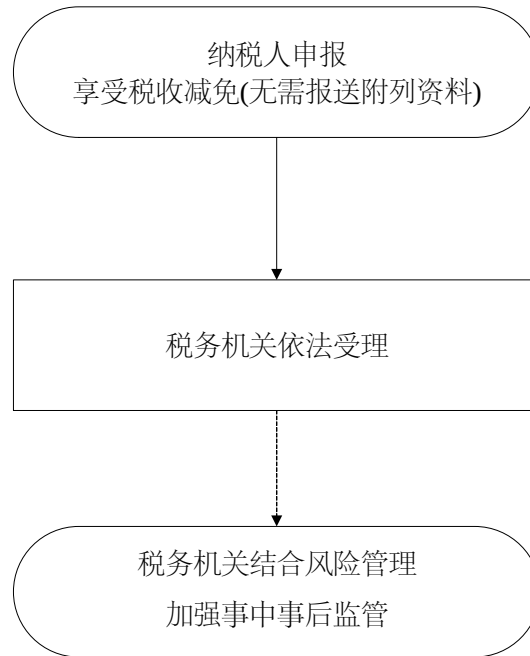 纳税人申报
享受税收减免(无需报送附列资料)
税务机关依法受理
税务机关结合风险管理
加强事中事后监管